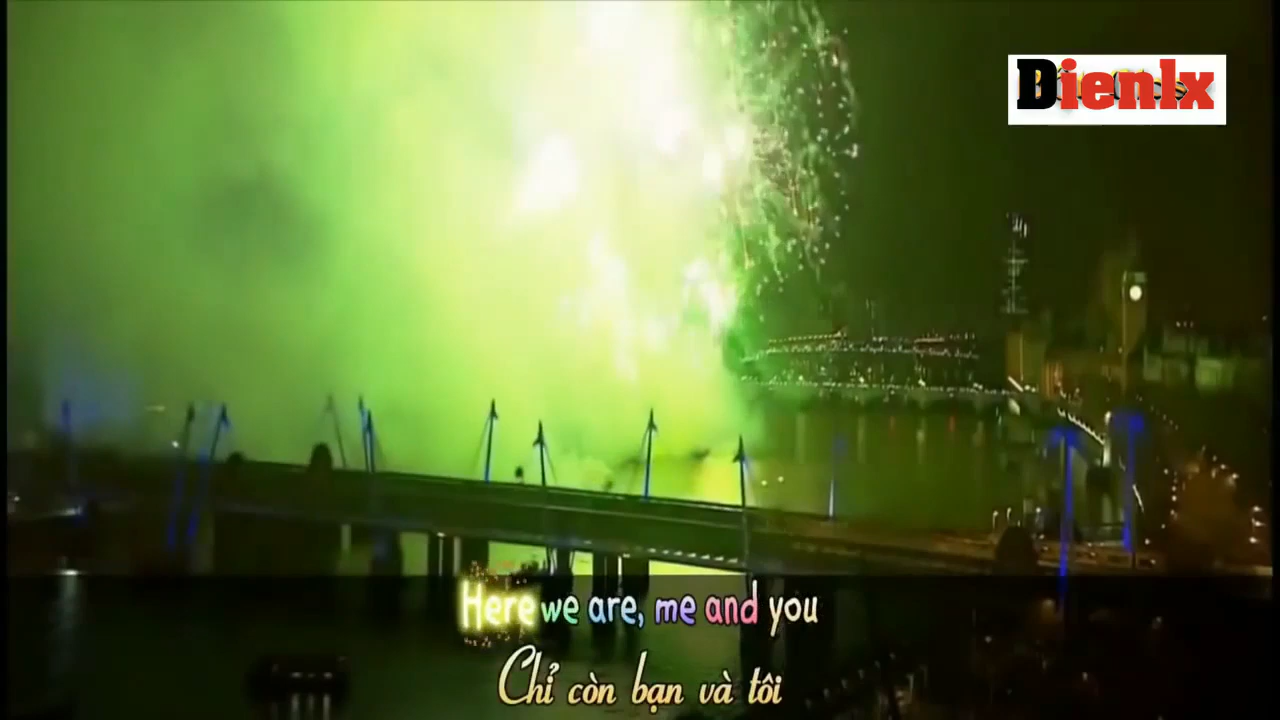 Dienlx
Here we are, me and you
Chỉ còn bạn và tôi